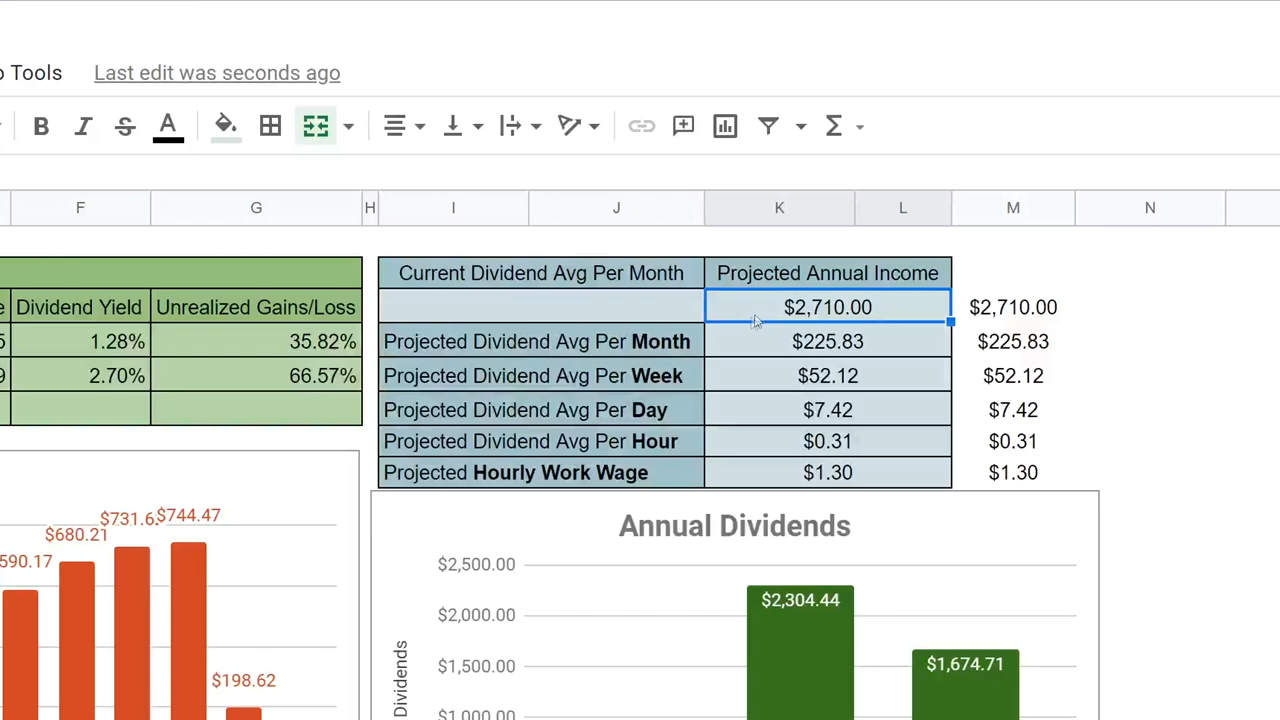 o Tools Last edit was seconds ago
B I S A Σ
F G H I J K L M N
Current Dividend Avg Per Month Projected Annual Income
e Dividend Yield Unrealized Gains/Loss $2,710.00 $2,710.00
5 1.28% 35.82% Projected Dividend Avg Per Month $225.83 $225.83
9 2.70% 66.57% Projected Dividend Avg Per Week $52.12 $52.12
Projected Dividend Avg Per Day $7.42 $7.42
Projected Dividend Avg Per Hour $0.31 $0.31
Projected Hourly Work Wage $1.30 $1.30
590.17 $680.21 $731.6 $744.47
$198.62
Annual Dividends
$2,500.00
$2,000.00
$1,500.00
$1,000.00
Dividends
$2,304.44
$1,674.71